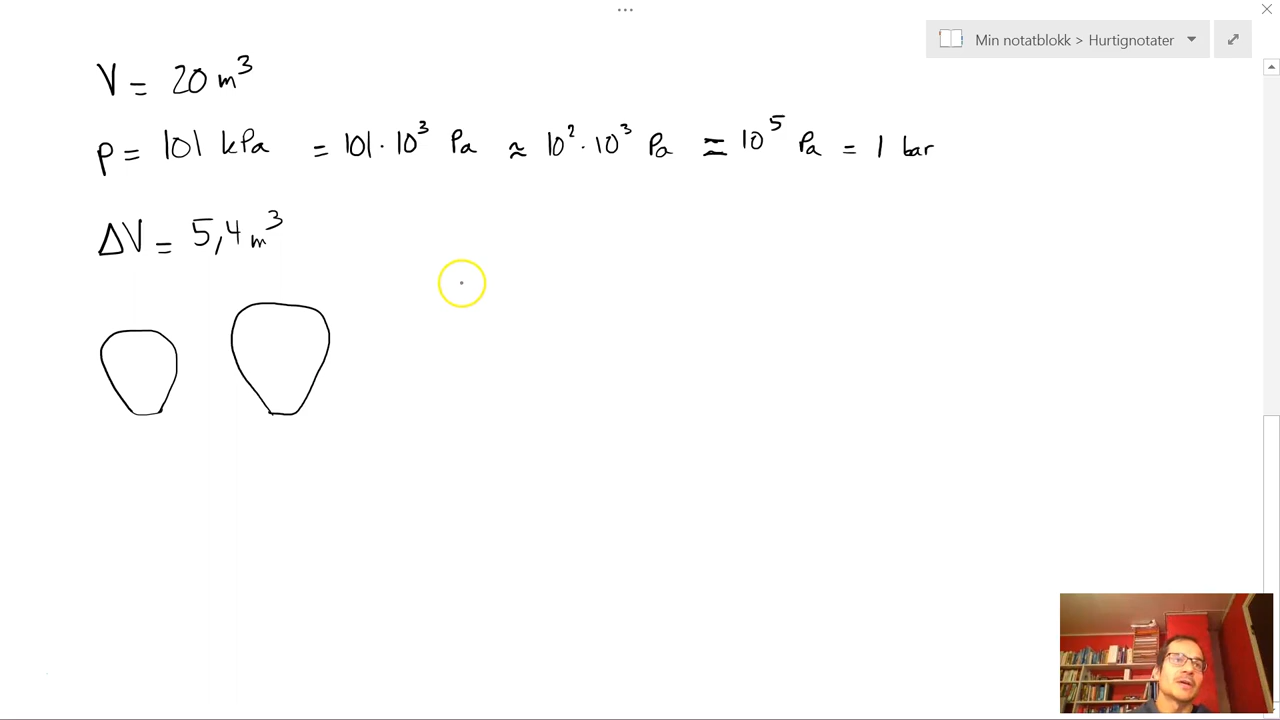 Min notatblokk > Hurtignotater
V = 20 m³
p = 101 kPa = 101 · 10³ Pa ≈ 10² · 10³ Pa = 10⁵ Pa = 1 bar
ΔV = 5,4 m³